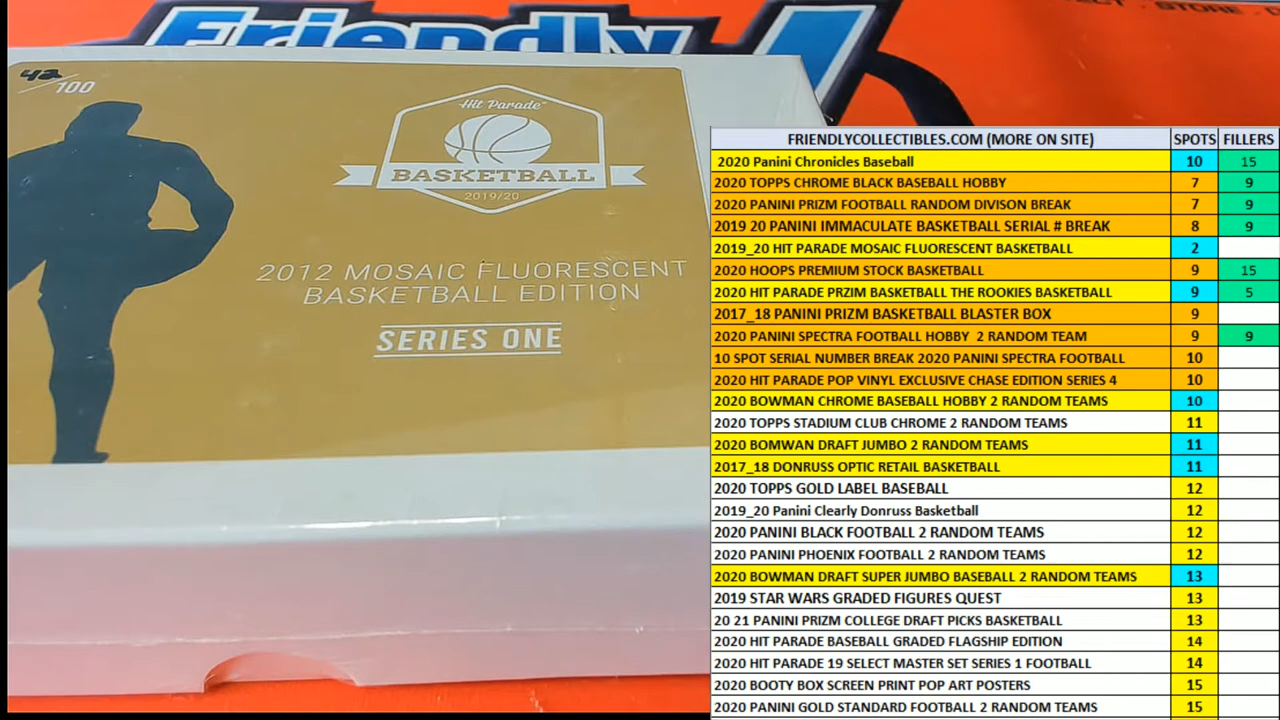 Friendly
42/100
Hit Parade™
BASKETBALL
2019/20
2012 MOSAIC FLUORESCENT
BASKETBALL EDITION
SERIES ONE
STORE
FRIENDLYCOLLECTIBLES.COM (MORE ON SITE) SPOTS FILLERS
2020 Panini Chronicles Baseball 10 15
2020 TOPPS CHROME BLACK BASEBALL HOBBY 7 9
2020 PANINI PRIZM FOOTBALL RANDOM DIVISON BREAK 7 9
2019 20 PANINI IMMACULATE BASKETBALL SERIAL # BREAK 8 9
2019_20 HIT PARADE MOSAIC FLUORESCENT BASKETBALL 2
2020 HOOPS PREMIUM STOCK BASKETBALL 9 15
2020 HIT PARADE PRZIM BASKETBALL THE ROOKIES BASKETBALL 9 5
2017_18 PANINI PRIZM BASKETBALL BLASTER BOX 9
2020 PANINI SPECTRA FOOTBALL HOBBY 2 RANDOM TEAM 9 9
10 SPOT SERIAL NUMBER BREAK 2020 PANINI SPECTRA FOOTBALL 10
2020 HIT PARADE POP VINYL EXCLUSIVE CHASE EDITION SERIES 4 10
2020 BOWMAN CHROME BASEBALL HOBBY 2 RANDOM TEAMS 10
2020 TOPPS STADIUM CLUB CHROME 2 RANDOM TEAMS 11
2020 BOMWAN DRAFT JUMBO 2 RANDOM TEAMS 11
2017_18 DONRUSS OPTIC RETAIL BASKETBALL 11
2020 TOPPS GOLD LABEL BASEBALL 12
2019_20 Panini Clearly Donruss Basketball 12
2020 PANINI BLACK FOOTBALL 2 RANDOM TEAMS 12
2020 PANINI PHOENIX FOOTBALL 2 RANDOM TEAMS 12
2020 BOWMAN DRAFT SUPER JUMBO BASEBALL 2 RANDOM TEAMS 13
2019 STAR WARS GRADED FIGURES QUEST 13
20 21 PANINI PRIZM COLLEGE DRAFT PICKS BASKETBALL 13
2020 HIT PARADE BASEBALL GRADED FLAGSHIP EDITION 14
2020 HIT PARADE 19 SELECT MASTER SET SERIES 1 FOOTBALL 14
2020 BOOTY BOX SCREEN PRINT POP ART POSTERS 15
2020 PANINI GOLD STANDARD FOOTBALL 2 RANDOM TEAMS 15